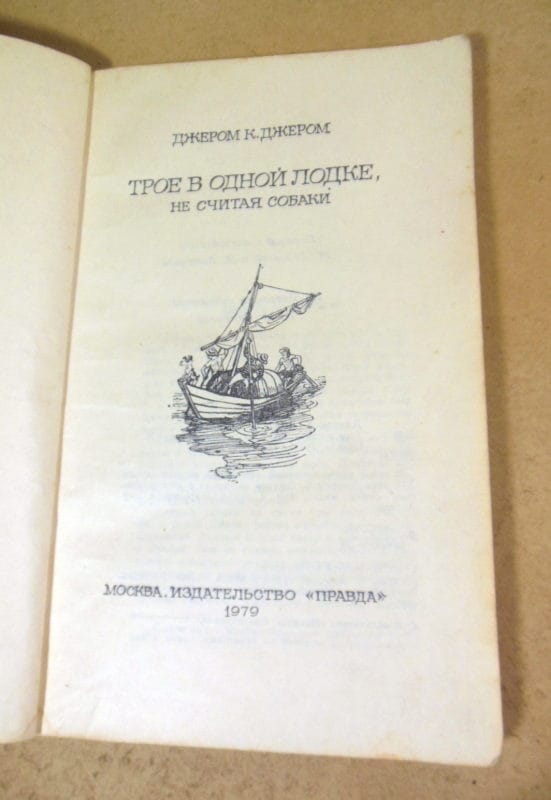 ДЖЕРОМ К. ДЖЕРОМ
ТРОЕ В ОДНОЙ ЛОДКЕ,
НЕ СЧИТАЯ СОБАКИ
МОСКВА. ИЗДАТЕЛЬСТВО «ПРАВДА»
1979